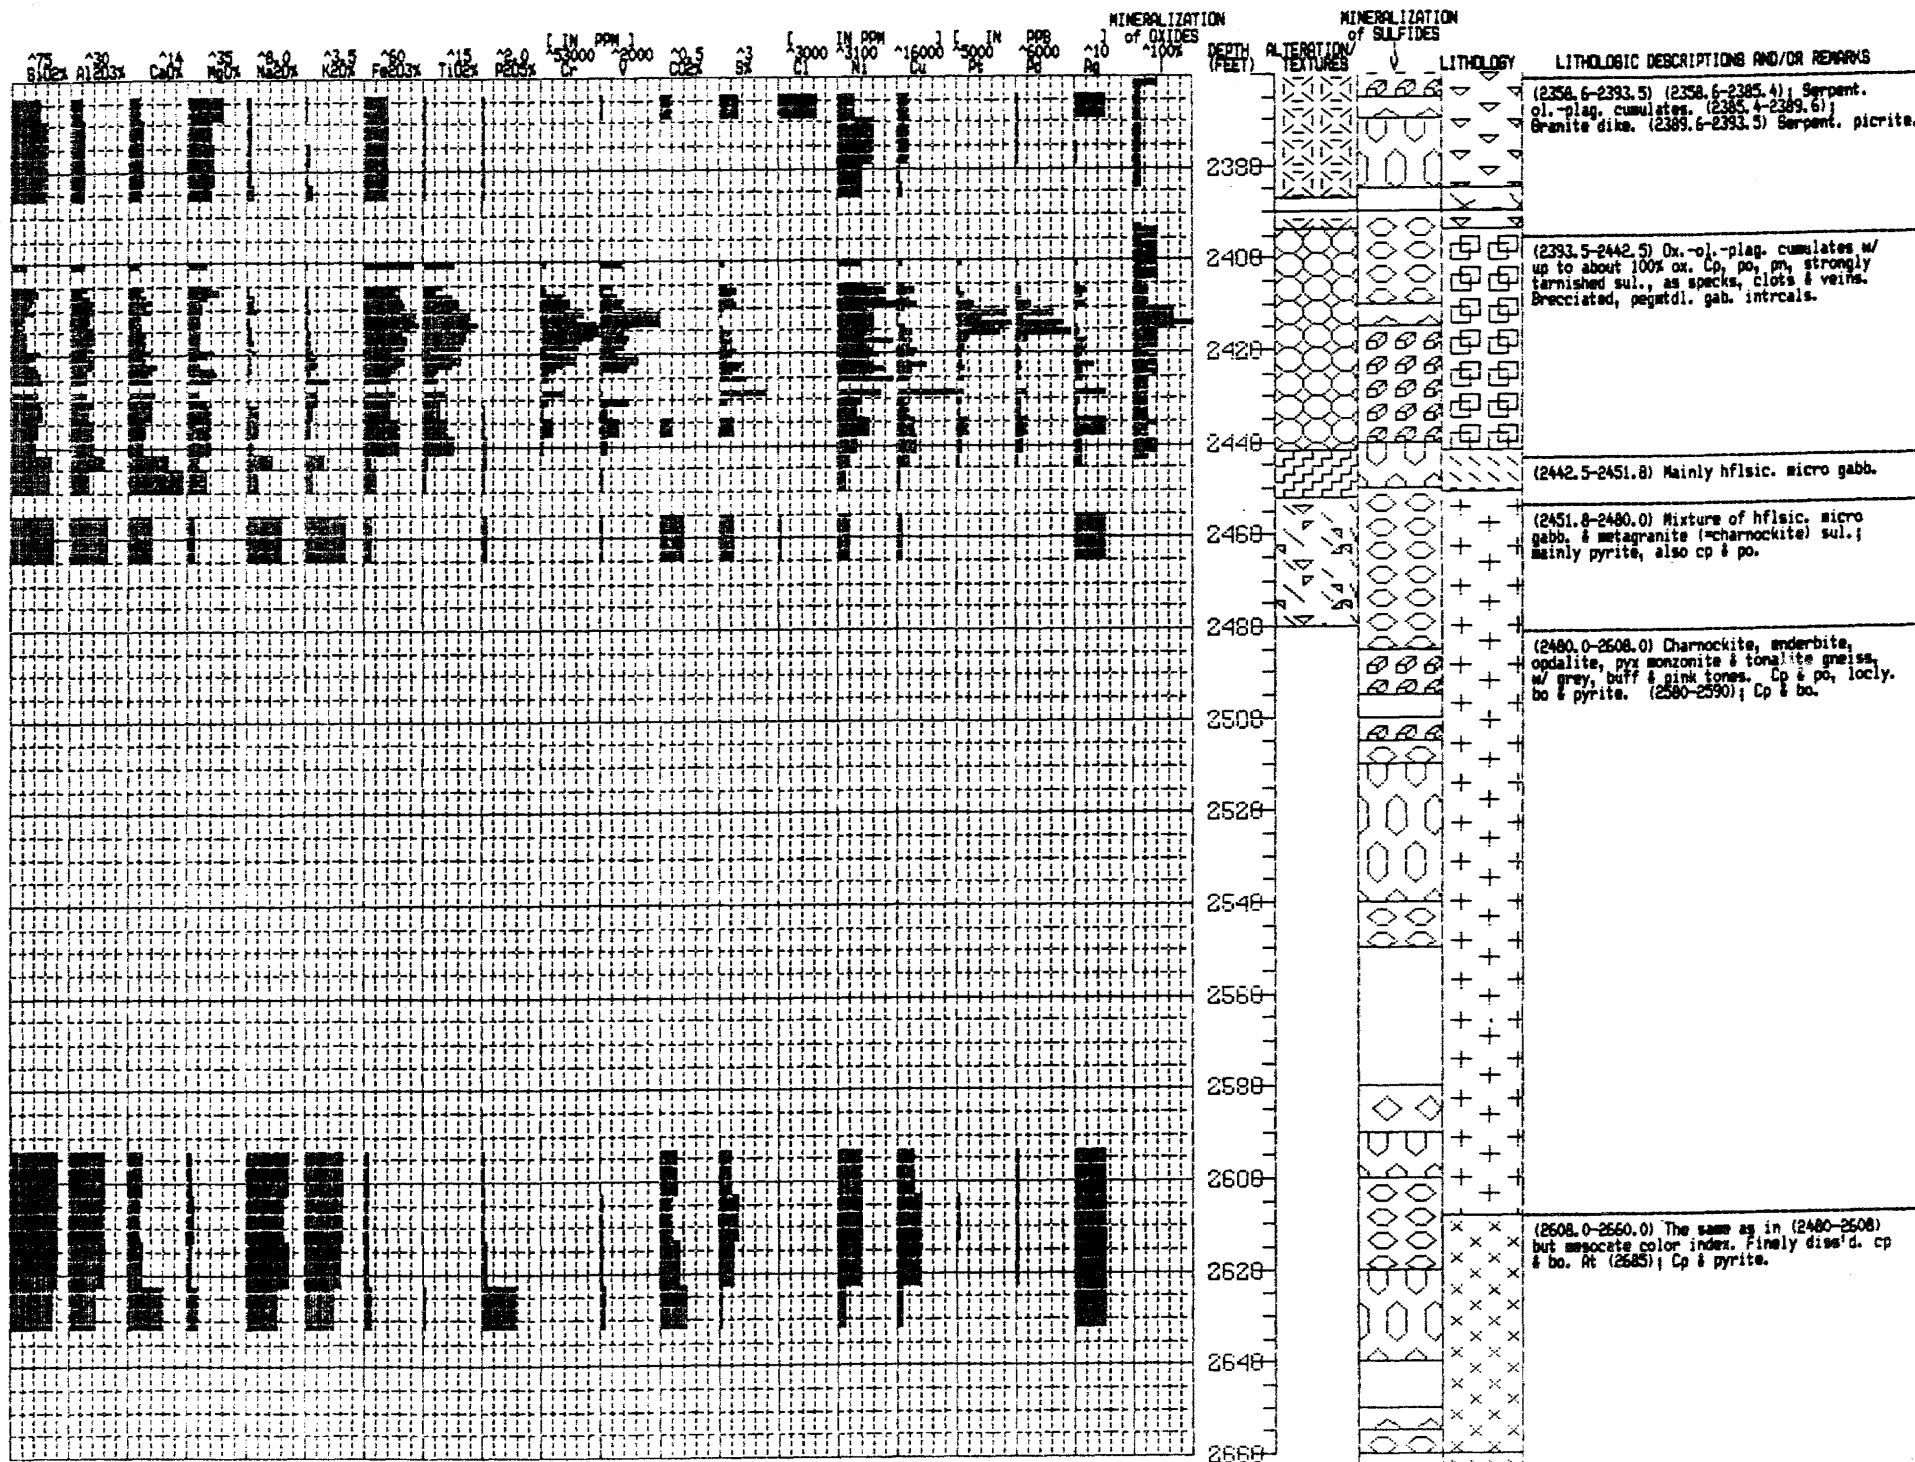 MINERALIZATION of OXIDES
MINERALIZATION of SULFIDES
[ IN PPM ] [ IN PPM ] [ IN PPB ]
^75 ^30 ^14 ^35 ^8.0 ^3.5 ^60 ^15 ^2.0 ^53000 ^2000 ^0.5 ^3 ^3000 ^3100 ^16000 ^5000 ^6000 ^10 ^100%
SiO2% Al2O3% CaO% MgO% Na2O% K2O% Fe2O3% TiO2% P2O5% Cr V CO2% S% Cl Ni Cu Pt Pd Ag
DEPTH (FEET)
ALTERATION/ TEXTURES
LITHOLOGY
LITHOLOGIC DESCRIPTIONS AND/OR REMARKS
(2358.6-2393.5) (2358.6-2385.4); Serpent.
ol.-plag. cumulates. (2385.4-2389.6);
Granite dike. (2389.6-2393.5) Serpent. picrite.
2388
(2393.5-2442.5) Ox.-ol.-plag. cumulates w/
up to about 100% ox. Cp, po, pn, strongly
tarnished sul., as specks, clots & veins.
Brecciated, pegmtdl. gab. intrcals.
2408
2428
2448
(2442.5-2451.8) Mainly hflsic. micro gabb.
(2451.8-2480.0) Mixture of hflsic. micro
gabb. & metagranite (=charnockite) sul.;
mainly pyrite, also cp & po.
2468
2488
(2480.0-2608.0) Charnockite, enderbite,
opdalite, pyx monzonite & tonalite gneiss,
w/ grey, buff & pink tones. Cp & po, locly.
bo & pyrite. (2580-2590); Cp & bo.
2508
2528
2548
2568
2588
2608
(2608.0-2660.0) The same as in (2480-2608)
but mesocate color index. Finely diss'd. cp
& bo. At (2685); Cp & pyrite.
2628
2648
2668